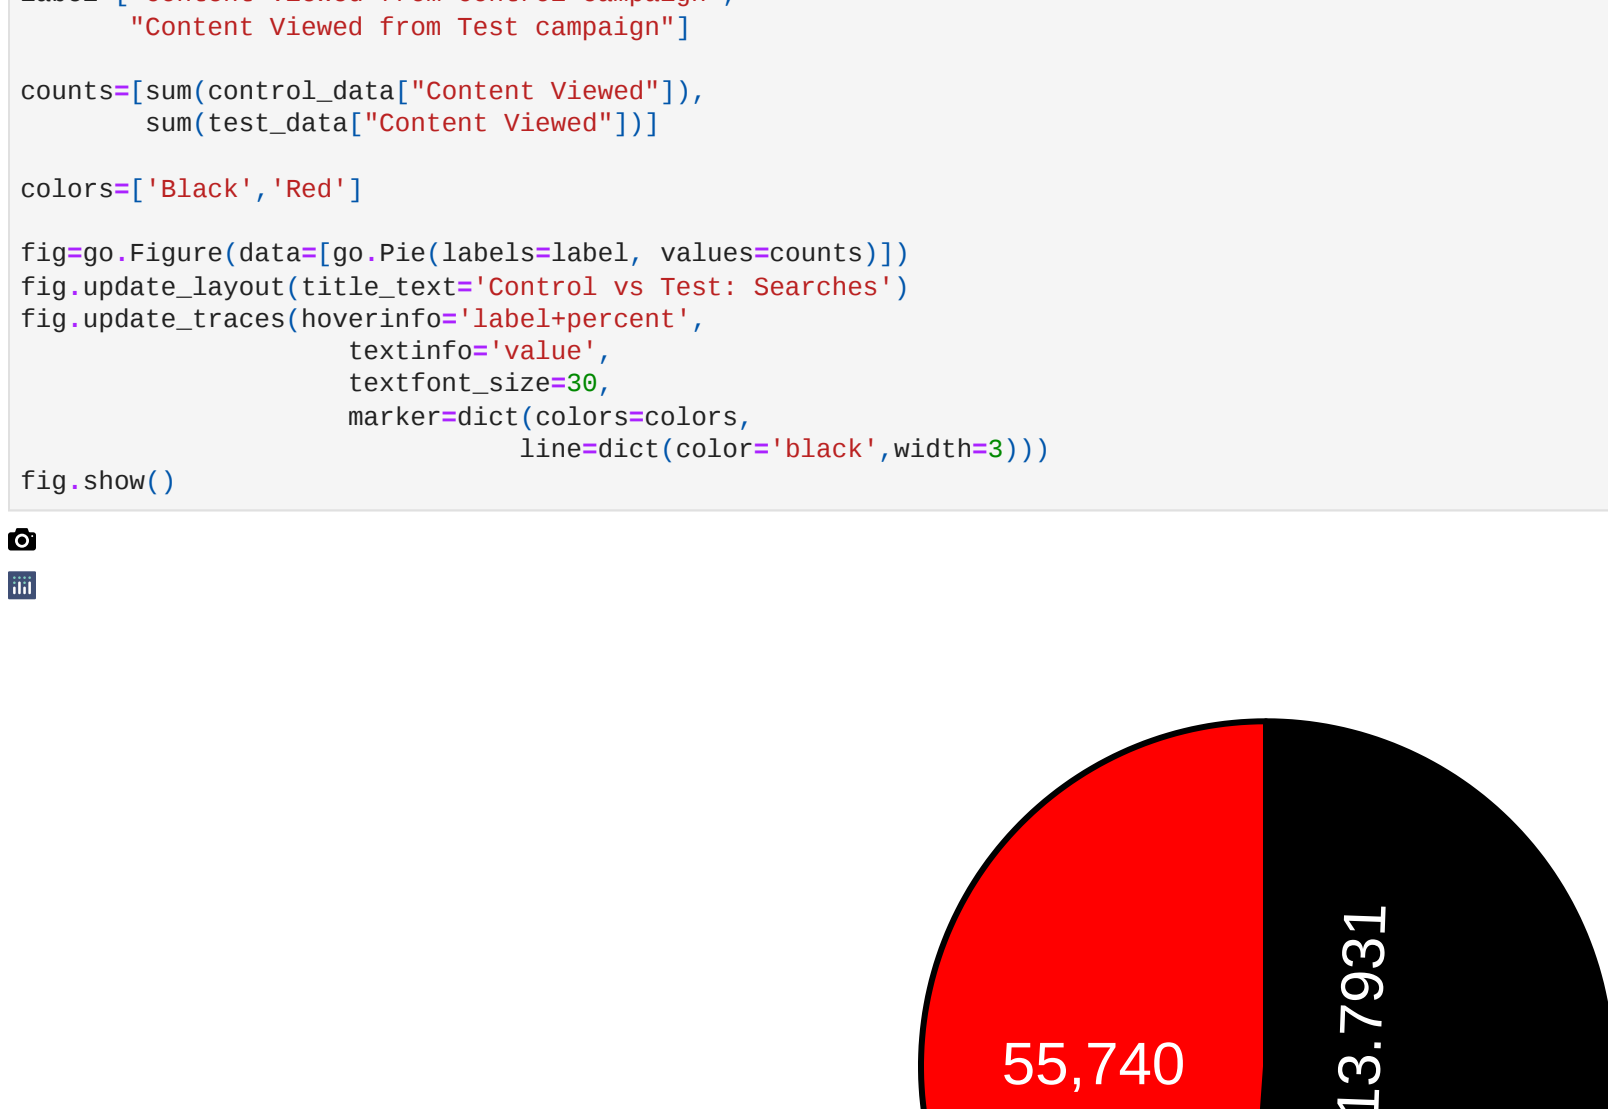 "Content Viewed from Test campaign"]
counts=[sum(control_data["Content Viewed"]),
sum(test_data["Content Viewed"])]
colors=['Black','Red']
fig=go.Figure(data=[go.Pie(labels=label, values=counts)])
fig.update_layout(title_text='Control vs Test: Searches')
fig.update_traces(hoverinfo='label+percent',
textinfo='value',
textfont_size=30,
marker=dict(colors=colors,
line=dict(color='black',width=3)))
fig.show()
55,740
13.7931